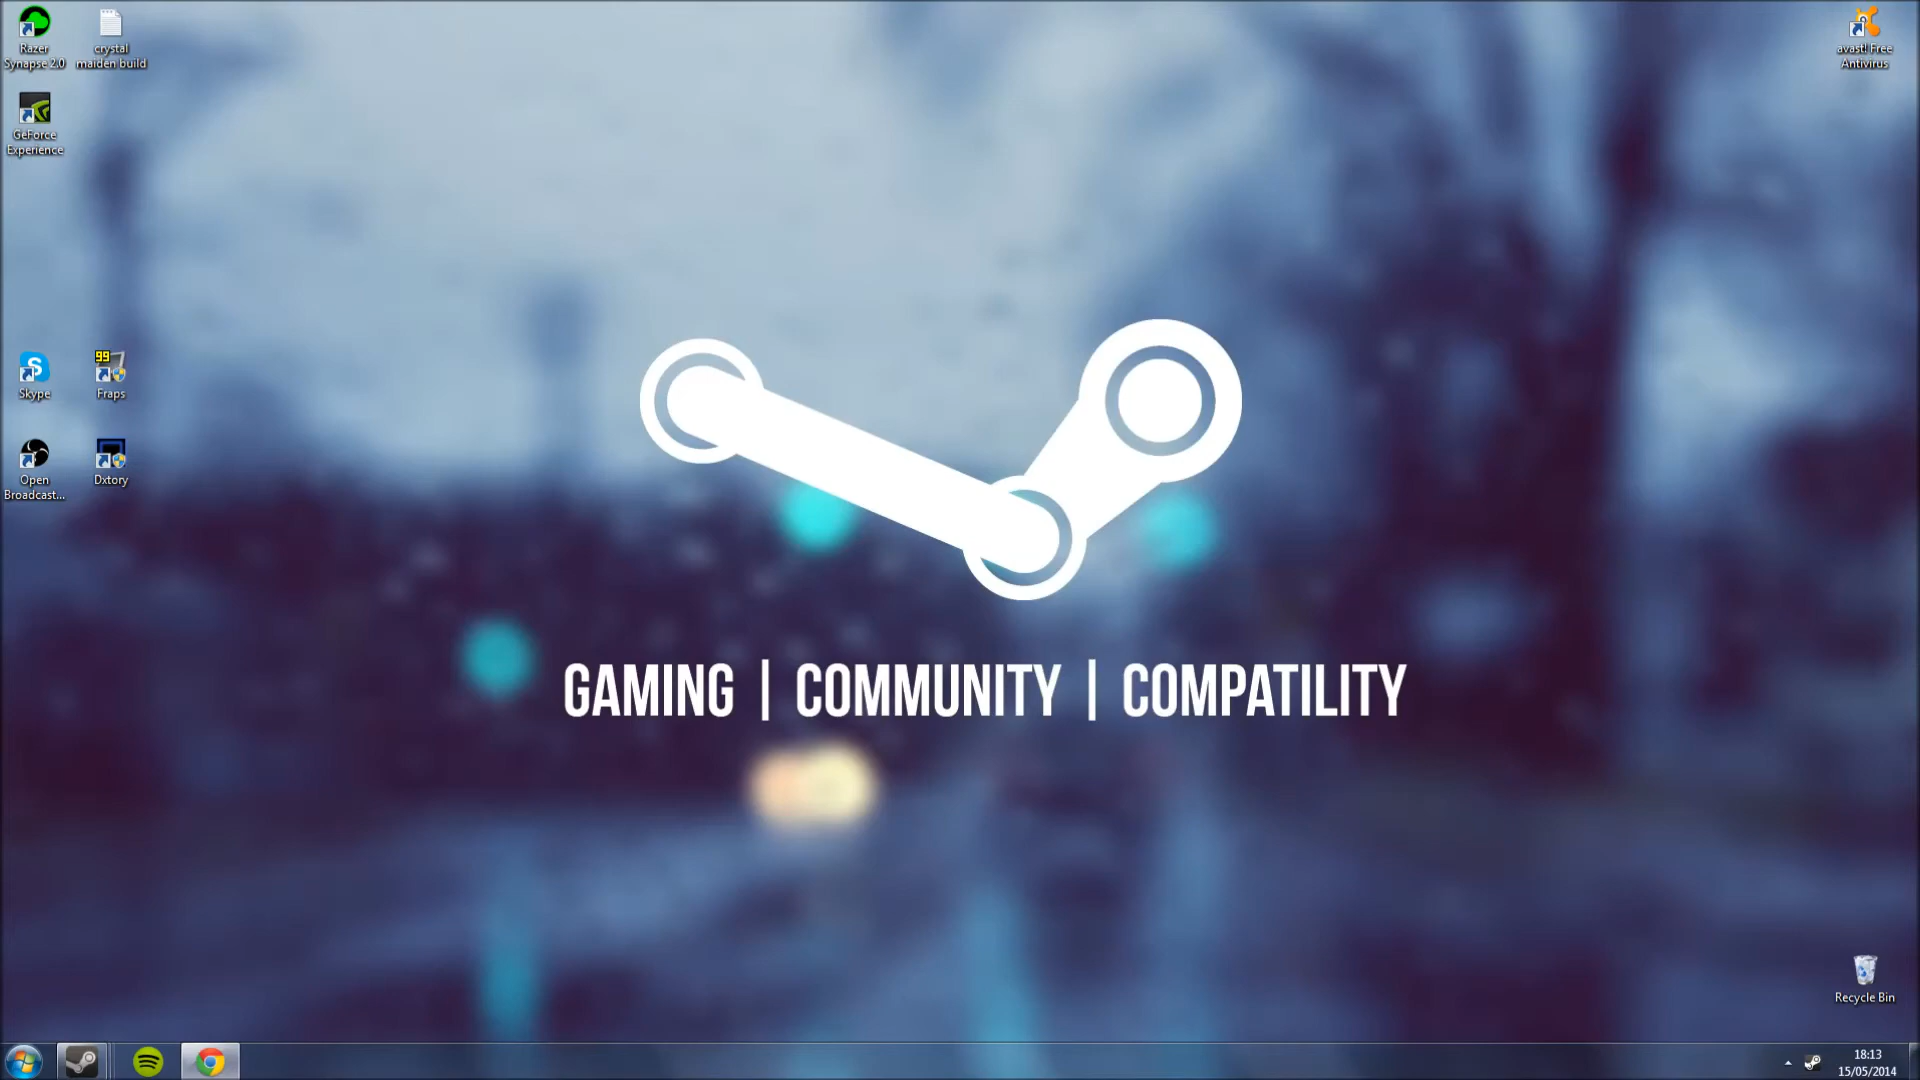 Razer
Synapse 2.0
crystal
maiden build
GeForce
Experience
Skype
99
Fraps
Open
Broadcast...
Dxtory
avast! Free
Antivirus
GAMING | COMMUNITY | COMPATILITY
Recycle Bin
18:13
15/05/2014